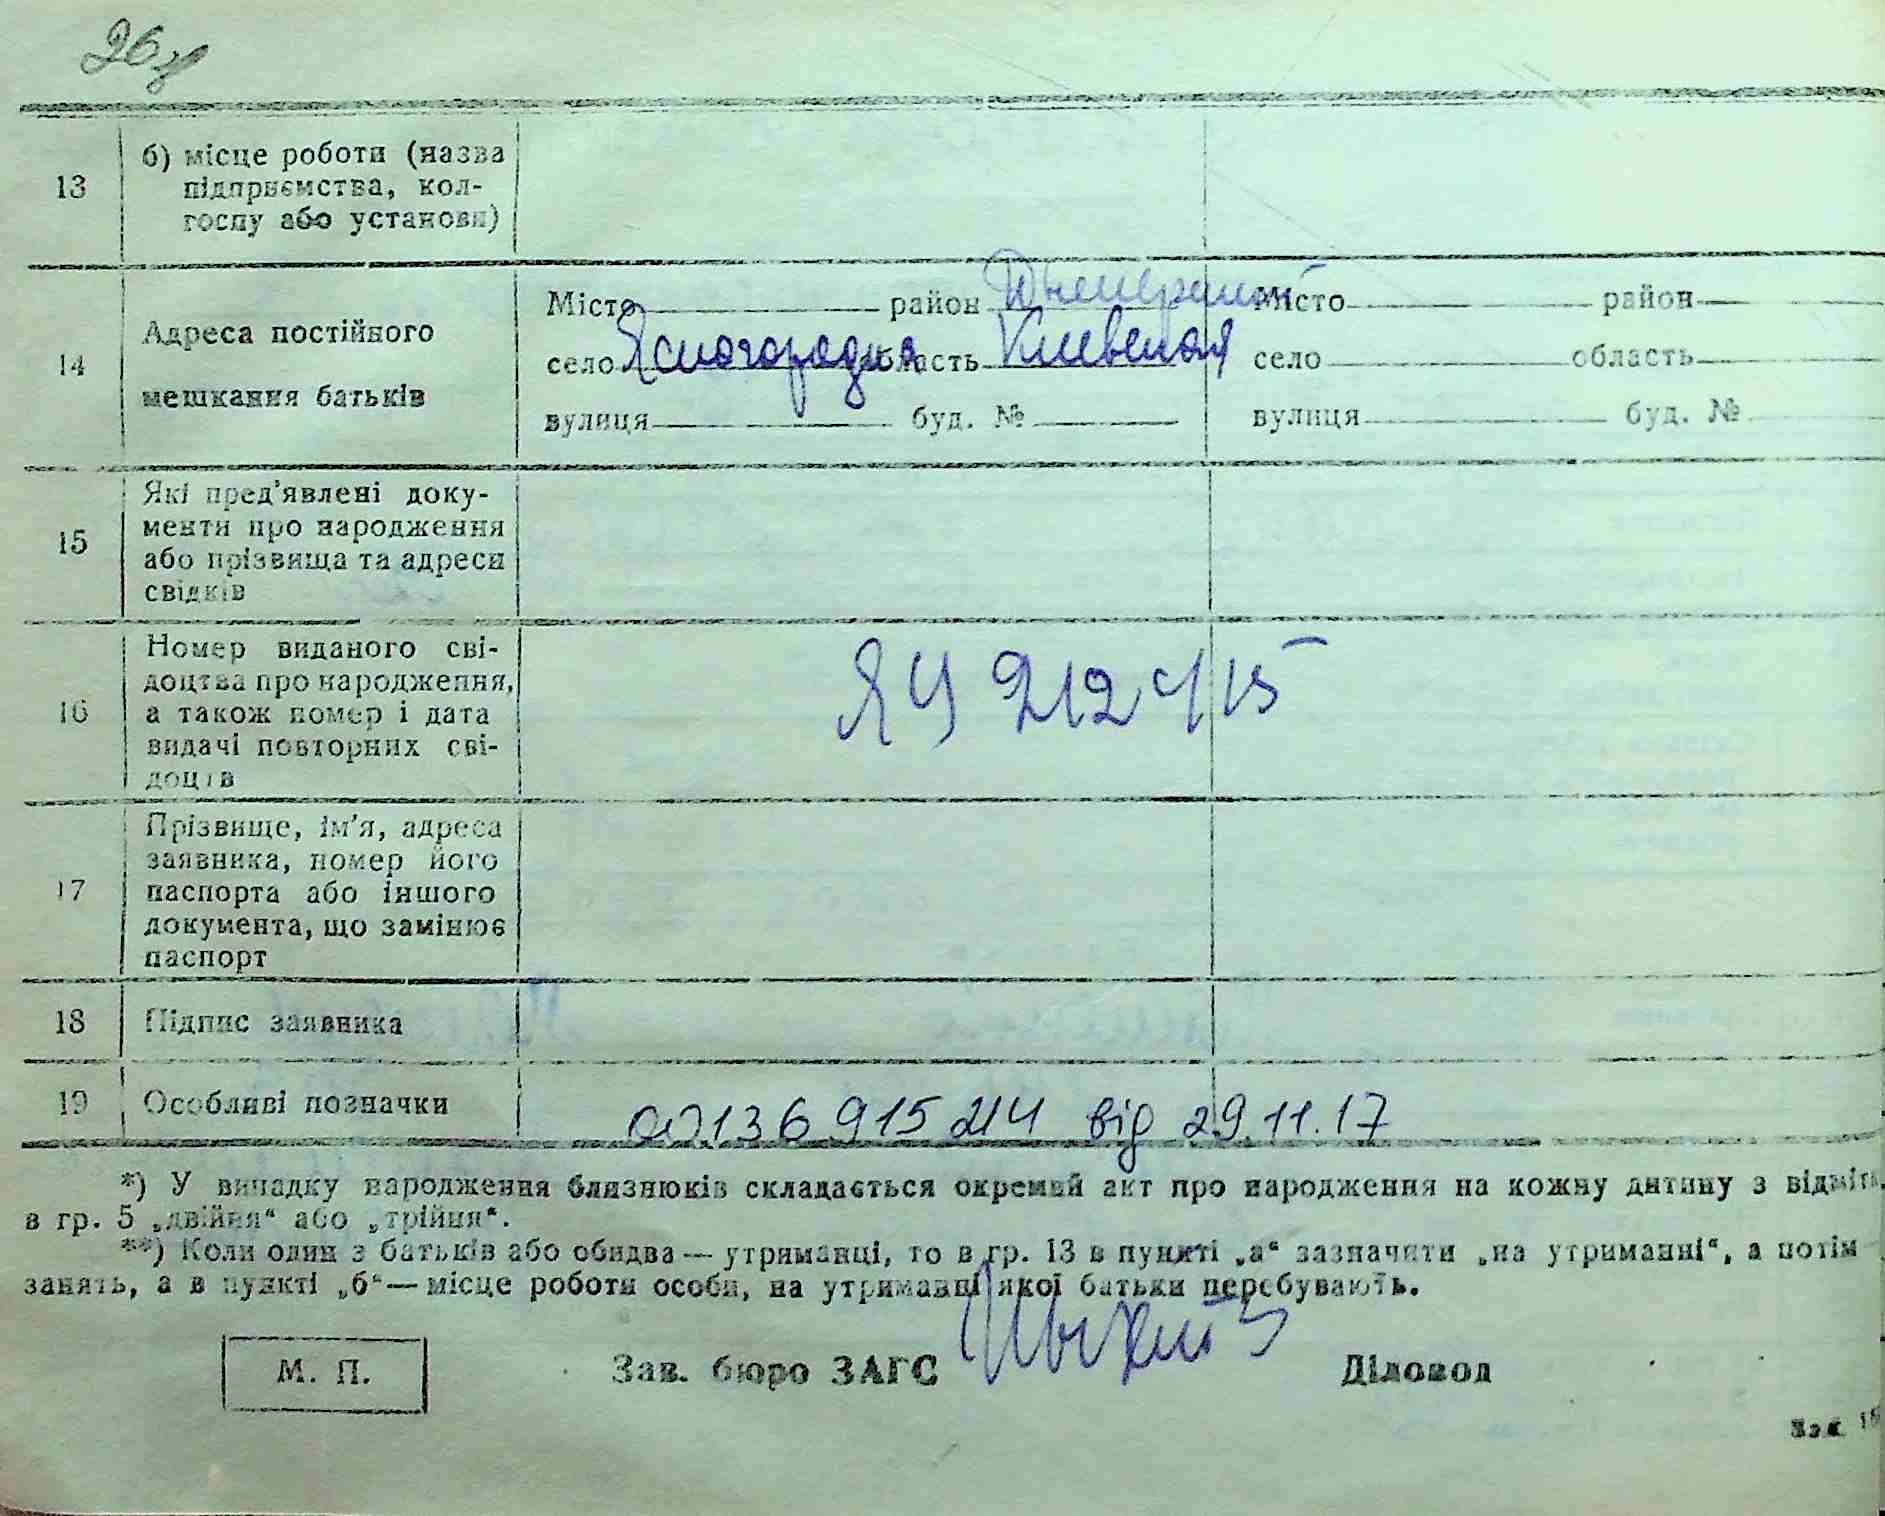 26
13
б) місце роботи (назва
підприємства, кол-
госпу або установи)
14
Адреса постійного
мешкання батьків
Місто район
село Ясногородка область Киевская
вулиця буд. №
Місто район
село область
вулиця буд. №
15
Які пред'явлені доку-
менти про народження
або прізвища та адреси
свідків
16
Номер виданого сві-
доцтва про народження,
а також номер і дата
видачі повторних сві-
доцтв
ЯЧ 212415
17
Прізвище, ім'я, адреса
заявника, номер його
паспорта або іншого
документа, що замінює
паспорт
18
Підпис заявника
19
Особливі позначки
00136915214 від 29.11.17
*) У випадку народження близнюків складається окремий акт про народження на кожну дитину з
в гр. 5 „двійня“ або „трійня“.
**) Коли один з батьків або обидва — утриманці, то в гр. 13 в пункті „а“ зазначити „на утриманні“, а потім
занять, а в пункті „б“ — місце роботи особи, на утриманні якої батьки перебувають.
М. П.
Зав. бюро ЗАГС
Діловод
Зак.